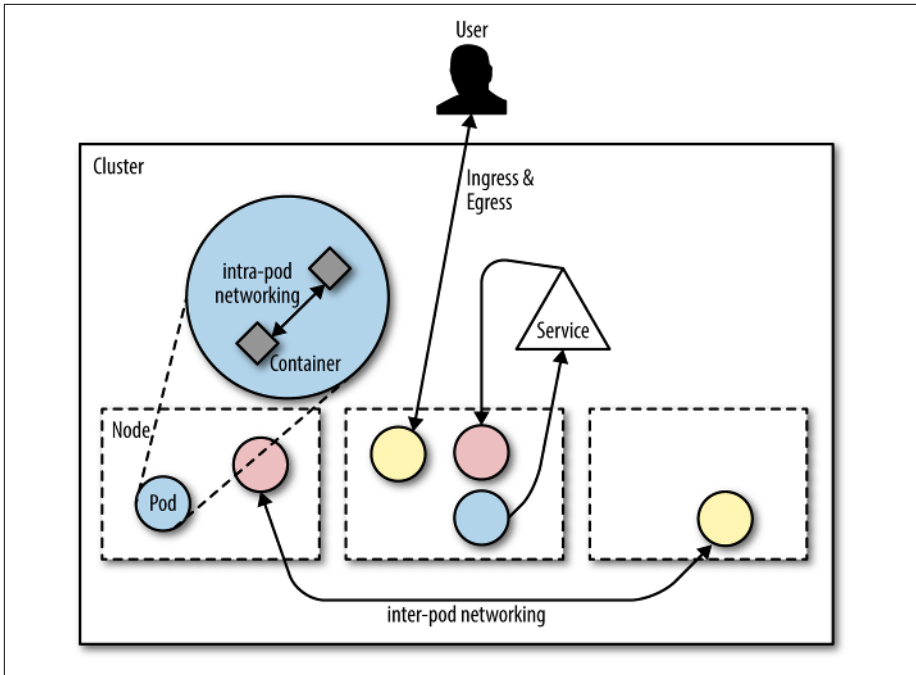 User
Cluster
Ingress &
Egress
intra-pod
networking
Container
Service
Node
Pod
inter-pod networking